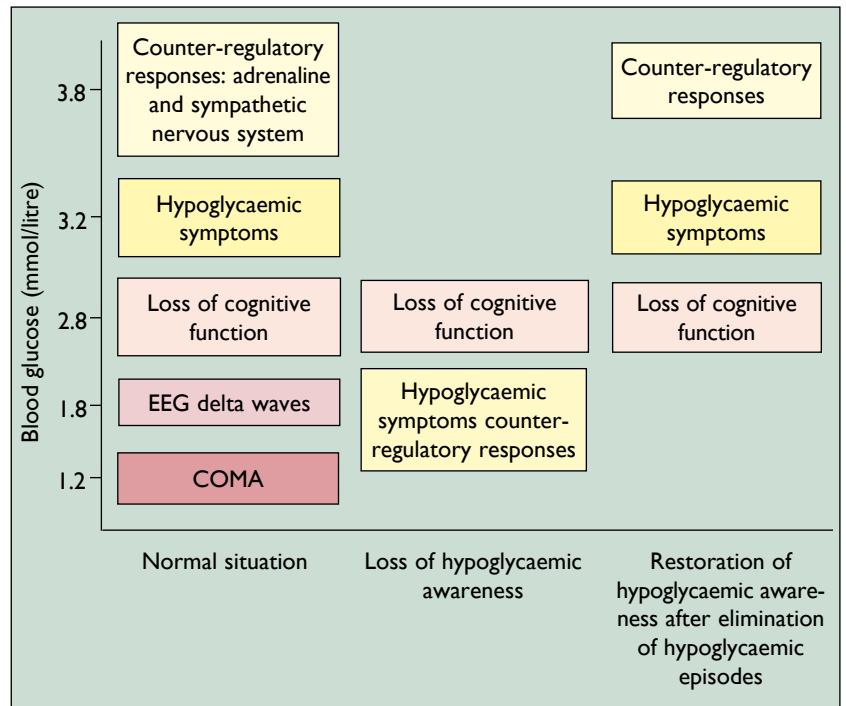 Blood glucose (mmol/litre)
3.8
3.2
2.8
1.8
1.2
Counter-regulatory
responses: adrenaline
and sympathetic
nervous system
Hypoglycaemic
symptoms
Loss of cognitive
function
EEG delta waves
COMA
Normal situation
Loss of cognitive
function
Hypoglycaemic
symptoms counter-
regulatory responses
Loss of hypoglycaemic
awareness
Counter-regulatory
responses
Hypoglycaemic
symptoms
Loss of cognitive
function
Restoration of
hypoglycaemic aware-
ness after elimination
of hypoglycaemic
episodes